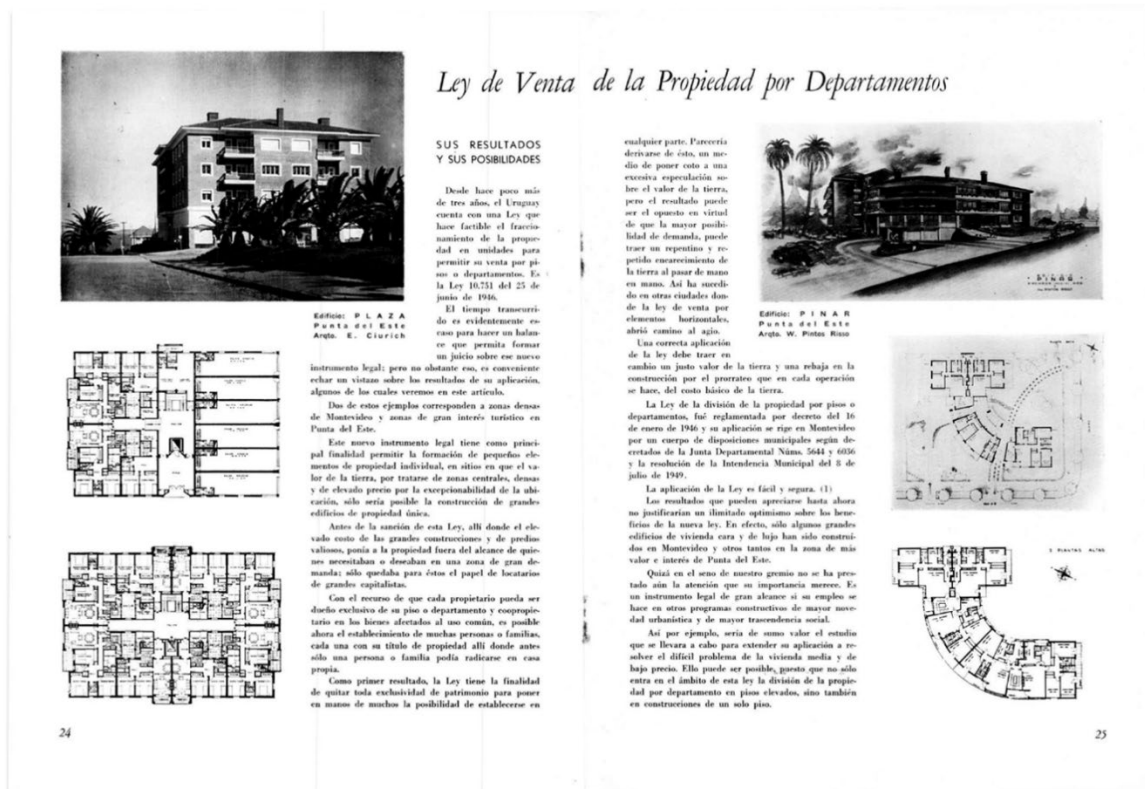 Ley de Venta de la Propiedad por Departamentos
SUS RESULTADOS
Y SUS POSIBILIDADES
Desde hace poco más
de tres años, el Uruguay
cuenta con una Ley que
hace factible el fraccio-
namiento de la propie-
dad en unidades para
permitir su venta por pi-
sos o departamentos. Es
la Ley 10.751 del 25 de
junio de 1946.
El tiempo transcurri-
do es evidentemente es-
caso para hacer un balan-
ce que permita formar
un juicio sobre ese nuevo
instrumento legal; pero no obstante eso, es conveniente
echar un vistazo sobre los resultados de su aplicación,
algunos de los cuales veremos en este artículo.
Dos de estos ejemplos corresponden a zonas densas
de Montevideo y zonas de gran interés turístico en
Punta del Este.
Este nuevo instrumento legal tiene como princi-
pal finalidad permitir la formación de pequeños ele-
mentos de propiedad individual, en sitios en que el va-
lor de la tierra, por tratarse de zonas centrales, densas
y de elevado precio por la excepcionabilidad de la ubi-
cación, sólo sería posible la construcción de grandes
edificios de propiedad única.
Antes de la sanción de esta Ley, allí donde el ele-
vado costo de las grandes construcciones y de predios
valiosos, ponía a la propiedad fuera del alcance de quie-
nes necesitaban o deseaban en una zona de gran de-
manda; sólo quedaba para éstos el papel de locatarios
de grandes capitalistas.
Con el recurso de que cada propietario pueda ser
dueño exclusivo de su piso o departamento y coopropie-
tario en los bienes afectados al uso común, es posible
ahora el establecimiento de muchas personas o familias,
cada una con su título de propiedad allí donde antes
sólo una persona o familia podía radicarse en casa
propia.
Como primer resultado, la Ley tiene la finalidad
de quitar toda exclusividad de patrimonio para poner
en manos de muchos la posibilidad de establecerse en
Edificio: PLAZA
Punta del Este
Arqto. E. Ciurich
24
cualquier parte. Parecería
derivarse de ésto, un me-
dio de poner coto a una
excesiva especulación so-
bre el valor de la tierra,
pero el resultado puede
ser el opuesto en virtud
de que la mayor posibi-
lidad de demanda, puede
traer un repentino y re-
petido encarecimiento de
la tierra al pasar de mano
en mano. Así ha sucedi-
do en otras ciudades don-
de la ley de venta por
elementos horizontales,
abrió camino al agio.
Una correcta aplicación
de la ley debe traer en
cambio un justo valor de la tierra y una rebaja en la
construcción por el prorrateo que en cada operación
se hace, del costo básico de la tierra.
La Ley de la división de la propiedad por pisos o
departamentos, fué reglamentada por decreto del 16
de enero de 1946 y su aplicación se rige en Montevideo
por un cuerpo de disposiciones municipales según de-
cretados de la Junta Departamental Núms. 5644 y 6036
y la resolución de la Intendencia Municipal del 8 de
julio de 1949.
La aplicación de la Ley es fácil y segura. (1)
Los resultados que pueden apreciarse hasta ahora
no justificarían un ilimitado optimismo sobre los bene-
ficios de la nueva ley. En efecto, sólo algunos grandes
edificios de vivienda cara y de lujo han sido construí-
dos en Montevideo y otros tantos en la zona de más
valor e interés de Punta del Este.
Quizá en el seno de nuestro gremio no se ha pres-
tado aún la atención que su importancia merece. Es
un instrumento legal de gran alcance si su empleo se
hace en otros programas constructivos de mayor nove-
dad urbanística y de mayor trascendencia social.
Así por ejemplo, sería de sumo valor el estudio
que se llevara a cabo para extender su aplicación a re-
solver el difícil problema de la vivienda media y de
bajo precio. Ello puede ser posible, puesto que no sólo
entra en el ámbito de esta ley la división de la propie-
dad por departamento en pisos elevados, sino también
en construcciones de un solo piso.
Edificio: PINAR
Punta del Este
Arqto. W. Pintos Risso
25